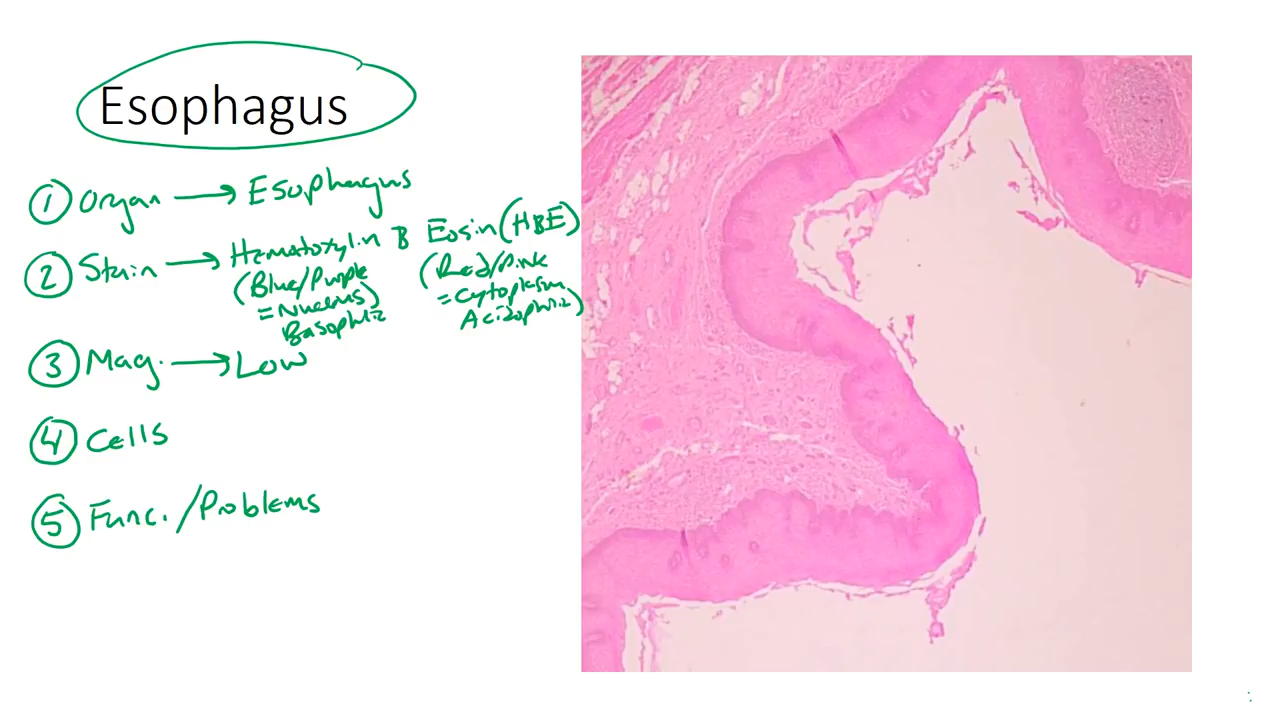 Esophagus
① Organ → Esophagus
② Stain → Hematoxylin & Eosin (H&E)
(Blue/Purple (Red/Pink
=Nucleus) =Cytoplasm
Basophilic Acidophilic)
③ Mag. → Low
④ Cells
⑤ Func./Problems